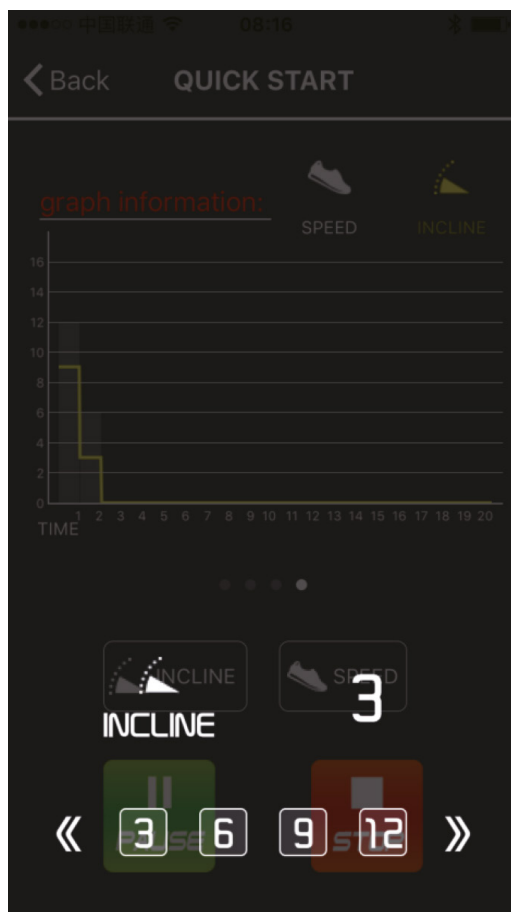 ●●●○○ 中国联通 08:16
Back QUICK START
graph information:
SPEED INCLINE
16
14
12
10
8
6
4
2
0
1 2 3 4 5 6 7 8 9 10 11 12 13 14 15 16 17 18 19 20
TIME
INCLINE SPEED
3
INCLINE
PAUSE STOP
« 3 6 9 12 »